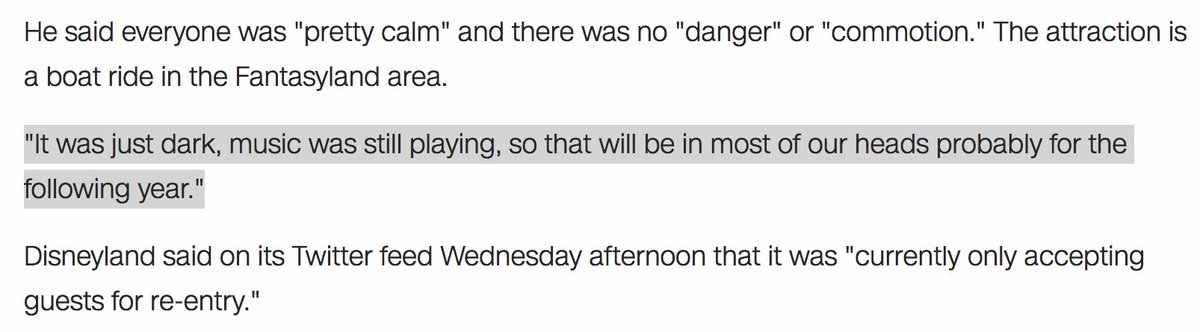 He said everyone was "pretty calm" and there was no "danger" or "commotion." The attraction is
a boat ride in the Fantasyland area.
"It was just dark, music was still playing, so that will be in most of our heads probably for the
following year."
Disneyland said on its Twitter feed Wednesday afternoon that it was "currently only accepting
guests for re-entry."